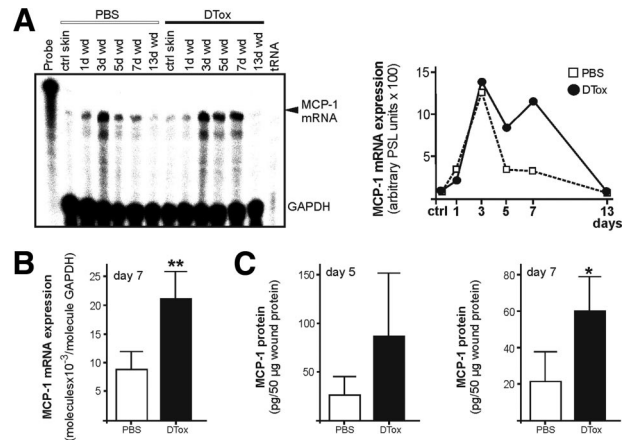 A
PBS
DTox
Probe
ctrl skin
1d wd
3d wd
5d wd
7d wd
13d wd
ctrl skin
1d wd
3d wd
5d wd
7d wd
13d wd
tRNA
MCP-1
mRNA
GAPDH
MCP-1 mRNA expression
(arbitrary PSL units x 100)
15
10
5
PBS
DTox
ctrl 1 3 5 7 13
days
B
MCP-1 mRNA expression
(moleculesx10⁻³/molecule GAPDH)
25
20
15
10
5
day 7
**
PBS
DTox
C
MCP-1 protein
(pg/50 µg wound protein)
150
100
50
day 5
PBS
DTox
MCP-1 protein
(pg/50 µg wound protein)
80
60
40
20
day 7
*
PBS
DTox